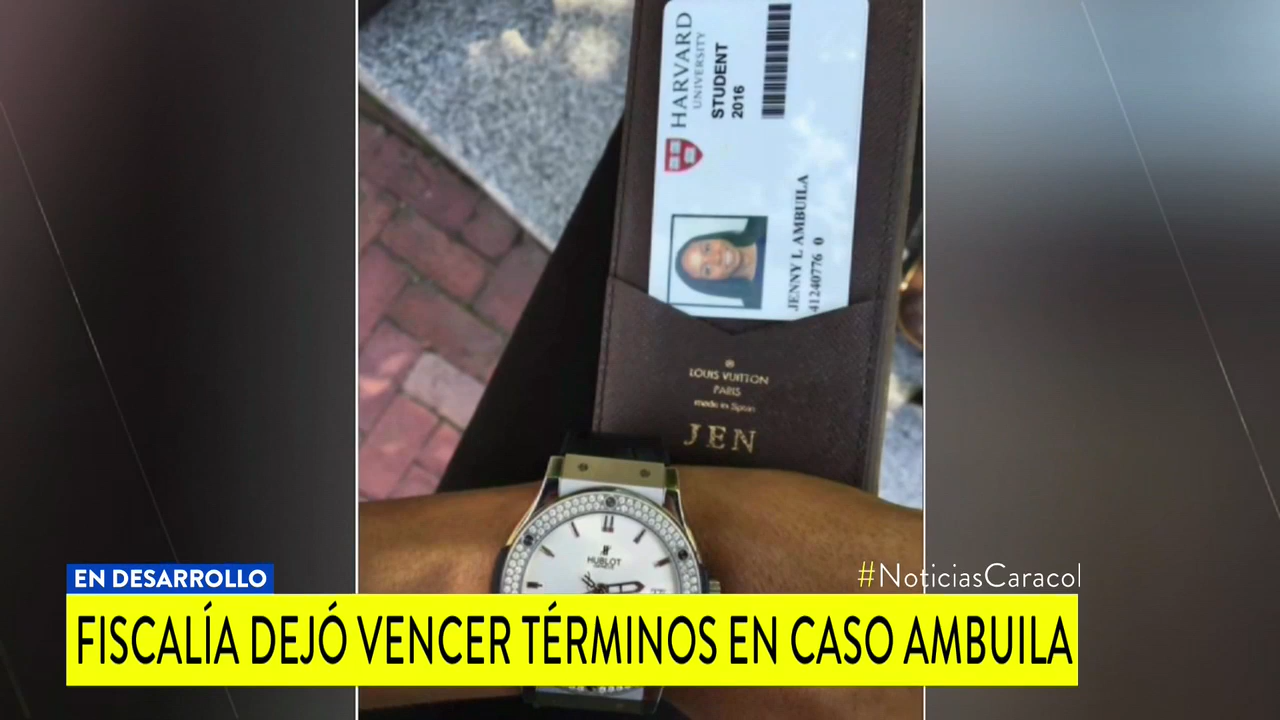 HARVARD
UNIVERSITY
STUDENT
2016
JENNY L AMBUILA
41240776 0
LOUIS VUITTON
PARIS
made in Spain
JEN
HUBLOT
EN DESARROLLO
#NoticiasCaracol
FISCALÍA DEJÓ VENCER TÉRMINOS EN CASO AMBUILA